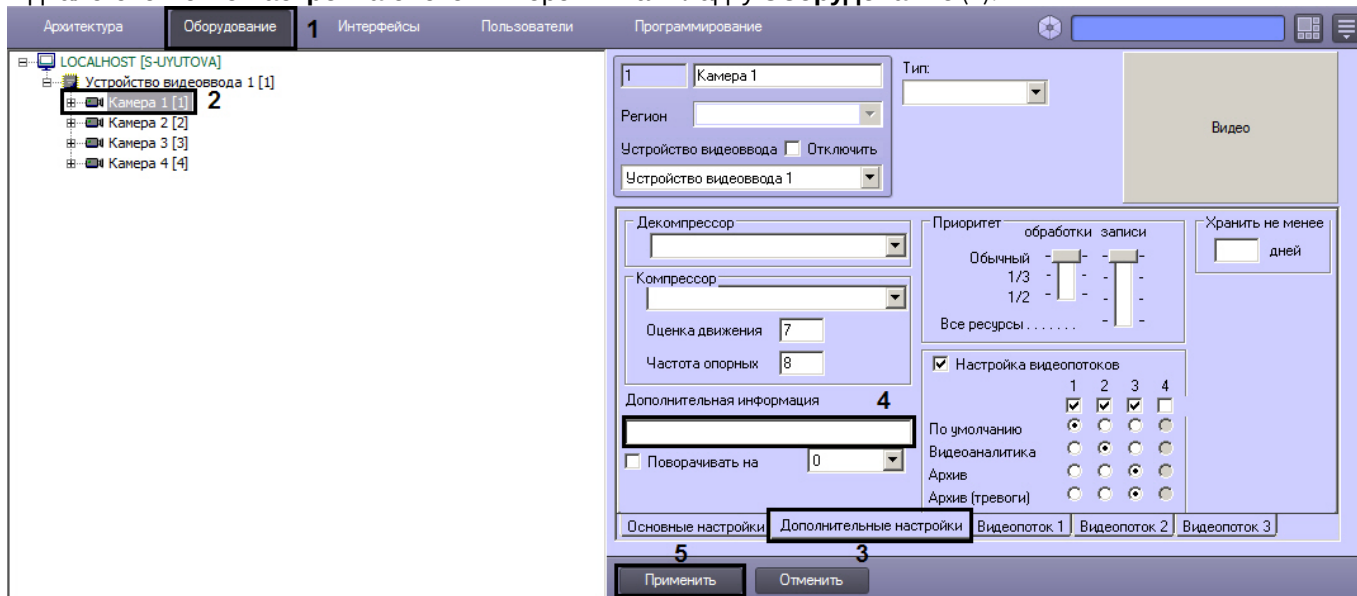 Архитектура Оборудование 1 Интерфейсы Пользователи Программирование
LOCALHOST [S-UYUTOVA]
Устройство видеоввода 1 [1]
Камера 1 [1] 2
Камера 2 [2]
Камера 3 [3]
Камера 4 [4]
1 Камера 1
Тип:
Регион
Устройство видеоввода Отключить
Устройство видеоввода 1
Видео
Декомпрессор
Компрессор
Оценка движения 7
Частота опорных 8
Дополнительная информация 4
Поворачивать на 0
Приоритет обработки записи
Обычный
1/3
1/2
Все ресурсы . . . . . . .
Хранить не менее
дней
Настройка видеопотоков
1 2 3 4
По умолчанию
Видеоаналитика
Архив
Архив (тревоги)
Основные настройки Дополнительные настройки Видеопоток 1 Видеопоток 2 Видеопоток 3
5 3
Применить Отменить